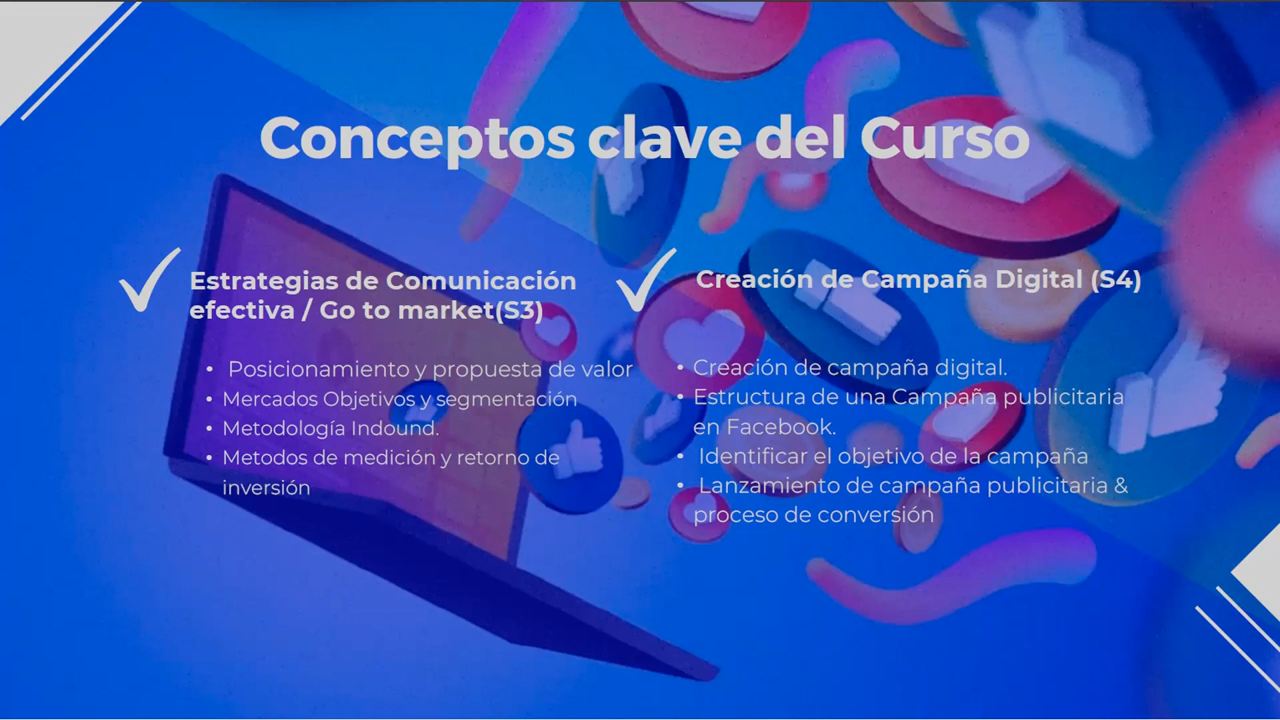 Conceptos clave del Curso
Estrategias de Comunicación
efectiva / Go to market(S3)
• Posicionamiento y propuesta de valor
• Mercados Objetivos y segmentación
• Metodología Indound.
• Metodos de medición y retorno de
inversión
Creación de Campaña Digital (S4)
• Creación de campaña digital.
• Estructura de una Campaña publicitaria
en Facebook.
• Identificar el objetivo de la campaña
• Lanzamiento de campaña publicitaria &
proceso de conversión